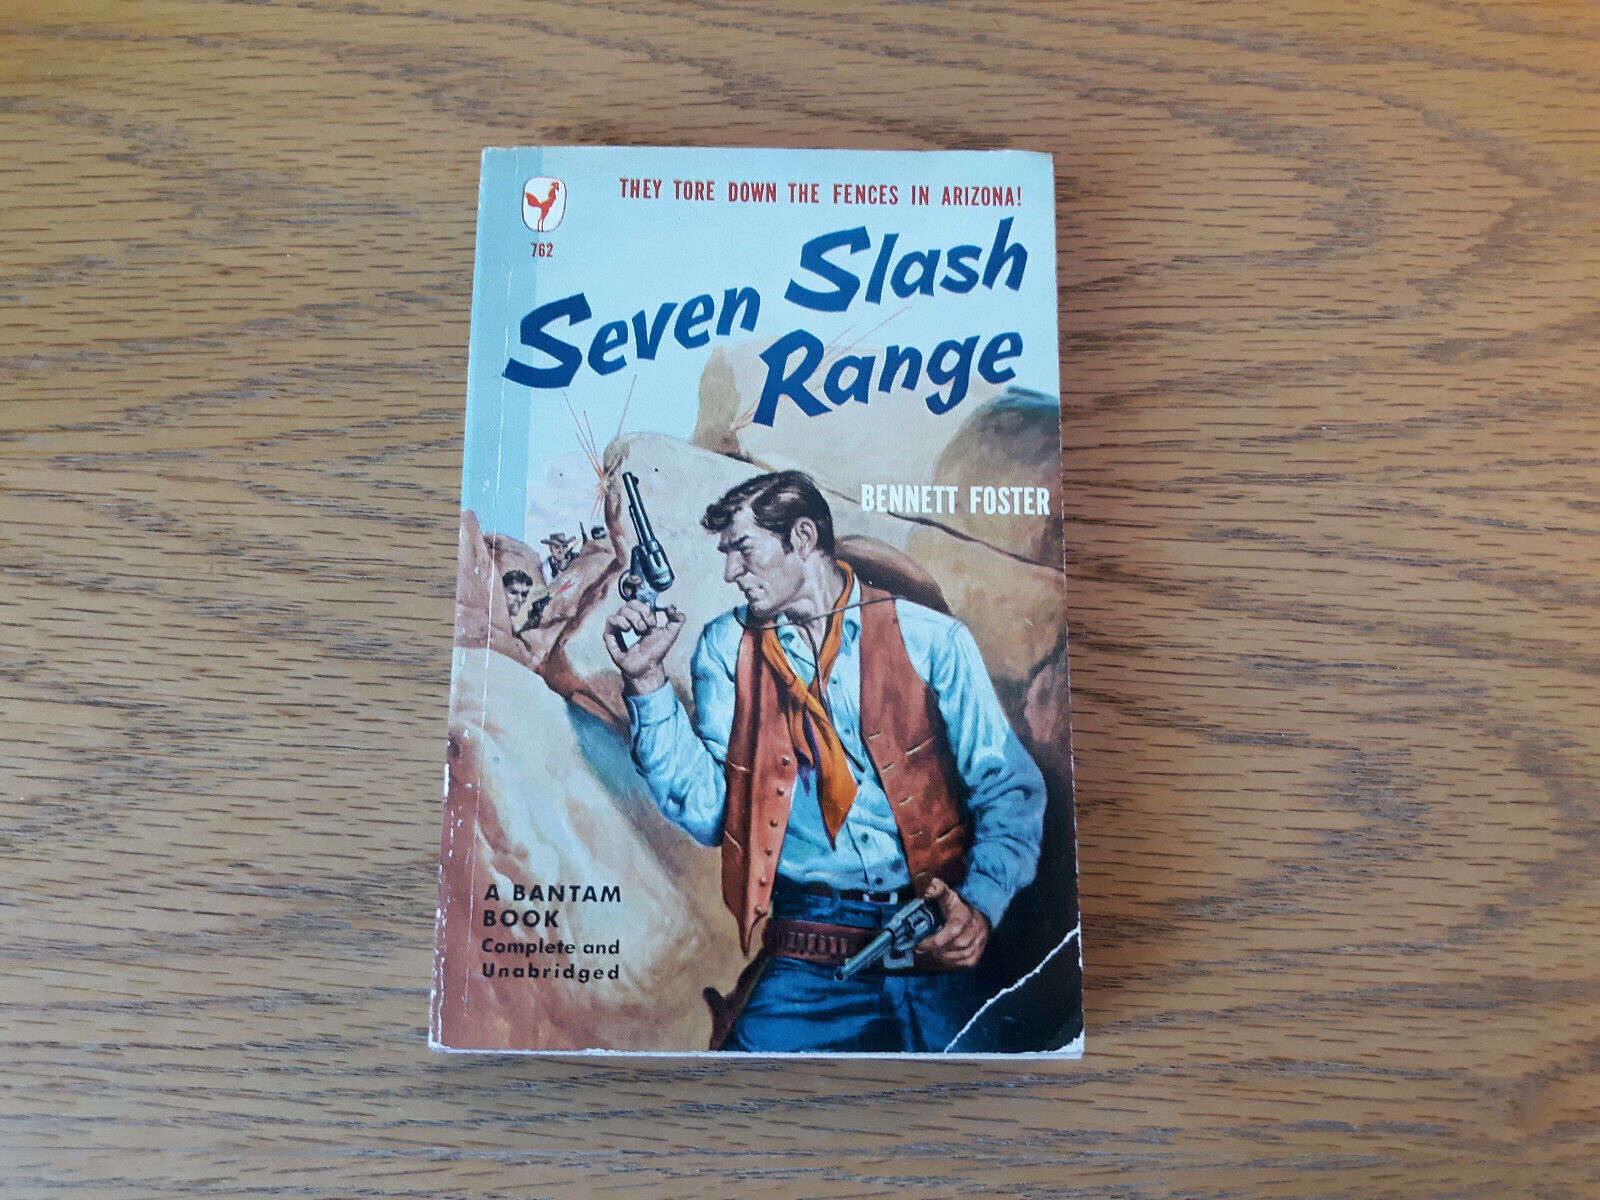 THEY TORE DOWN THE FENCES IN ARIZONA!
762
Seven Slash
Range
BENNETT FOSTER
A BANTAM
BOOK
Complete and
Unabridged